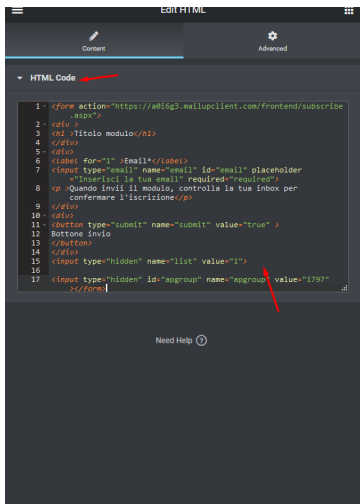 Edit HTML
Content
Advanced
HTML Code
1 <form action="https://a0i6g3.mailupclient.com/frontend/subscribe
.aspx">
2 <div >
3 <h1 >Titolo modulo</h1>
4 </div>
5 <div>
6 <label for="1" >Email*</label>
7 <input type="email" name="email" id="email" placeholder
="Inserisci la tua email" required="required">
8 <p >Quando invii il modulo, controlla la tua inbox per
confermare l'iscrizione</p>
9 </div>
10 <div>
11 <button type="submit" name="submit" value="true" >
12 Bottone invio
13 </button>
14 </div>
15 <input type="hidden" name="list" value="1">
16
17 <input type="hidden" id="apgroup" name="apgroup" value="1797"
></form>
Need Help ?